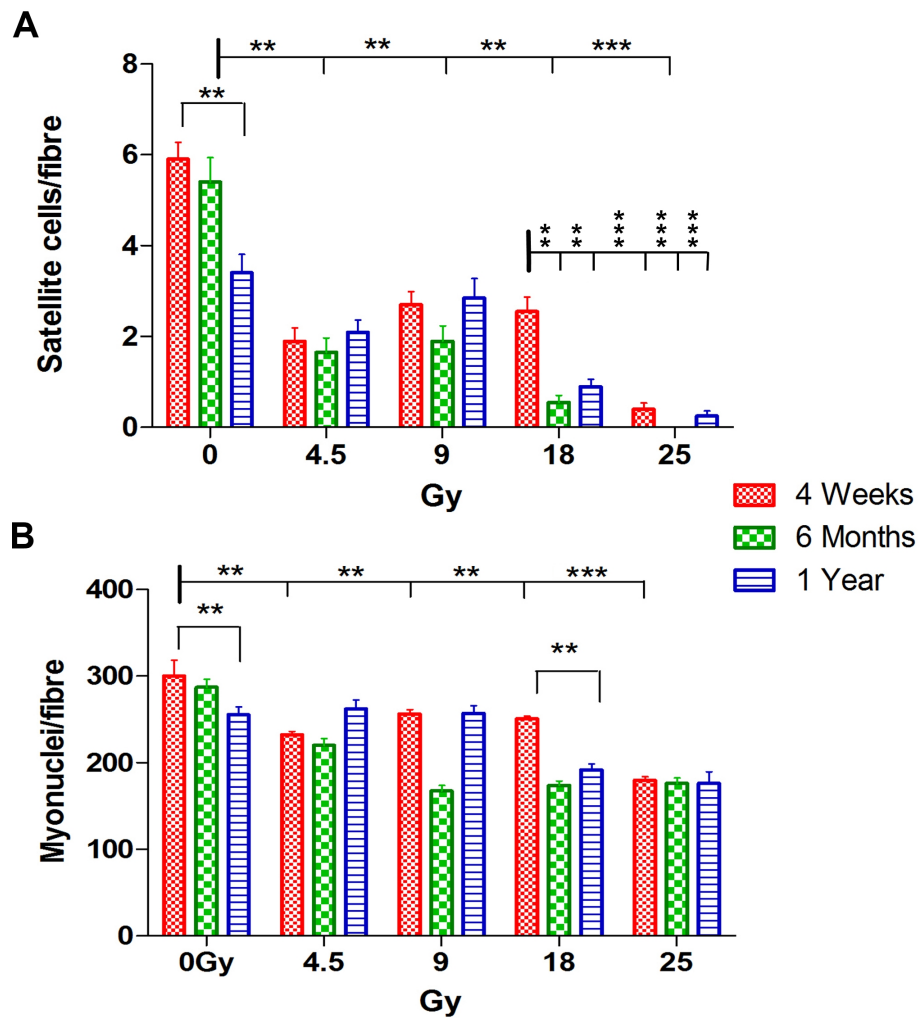 A
** ** ** ***
8
**
6
Satellite cells/fibre
** ** *** *** ***
4
2
0
0 4.5 9 18 25
Gy
4 Weeks
6 Months
1 Year
B
** ** ** ***
400
** **
300
Myonuclei/fibre
200
100
0
0Gy 4.5 9 18 25
Gy